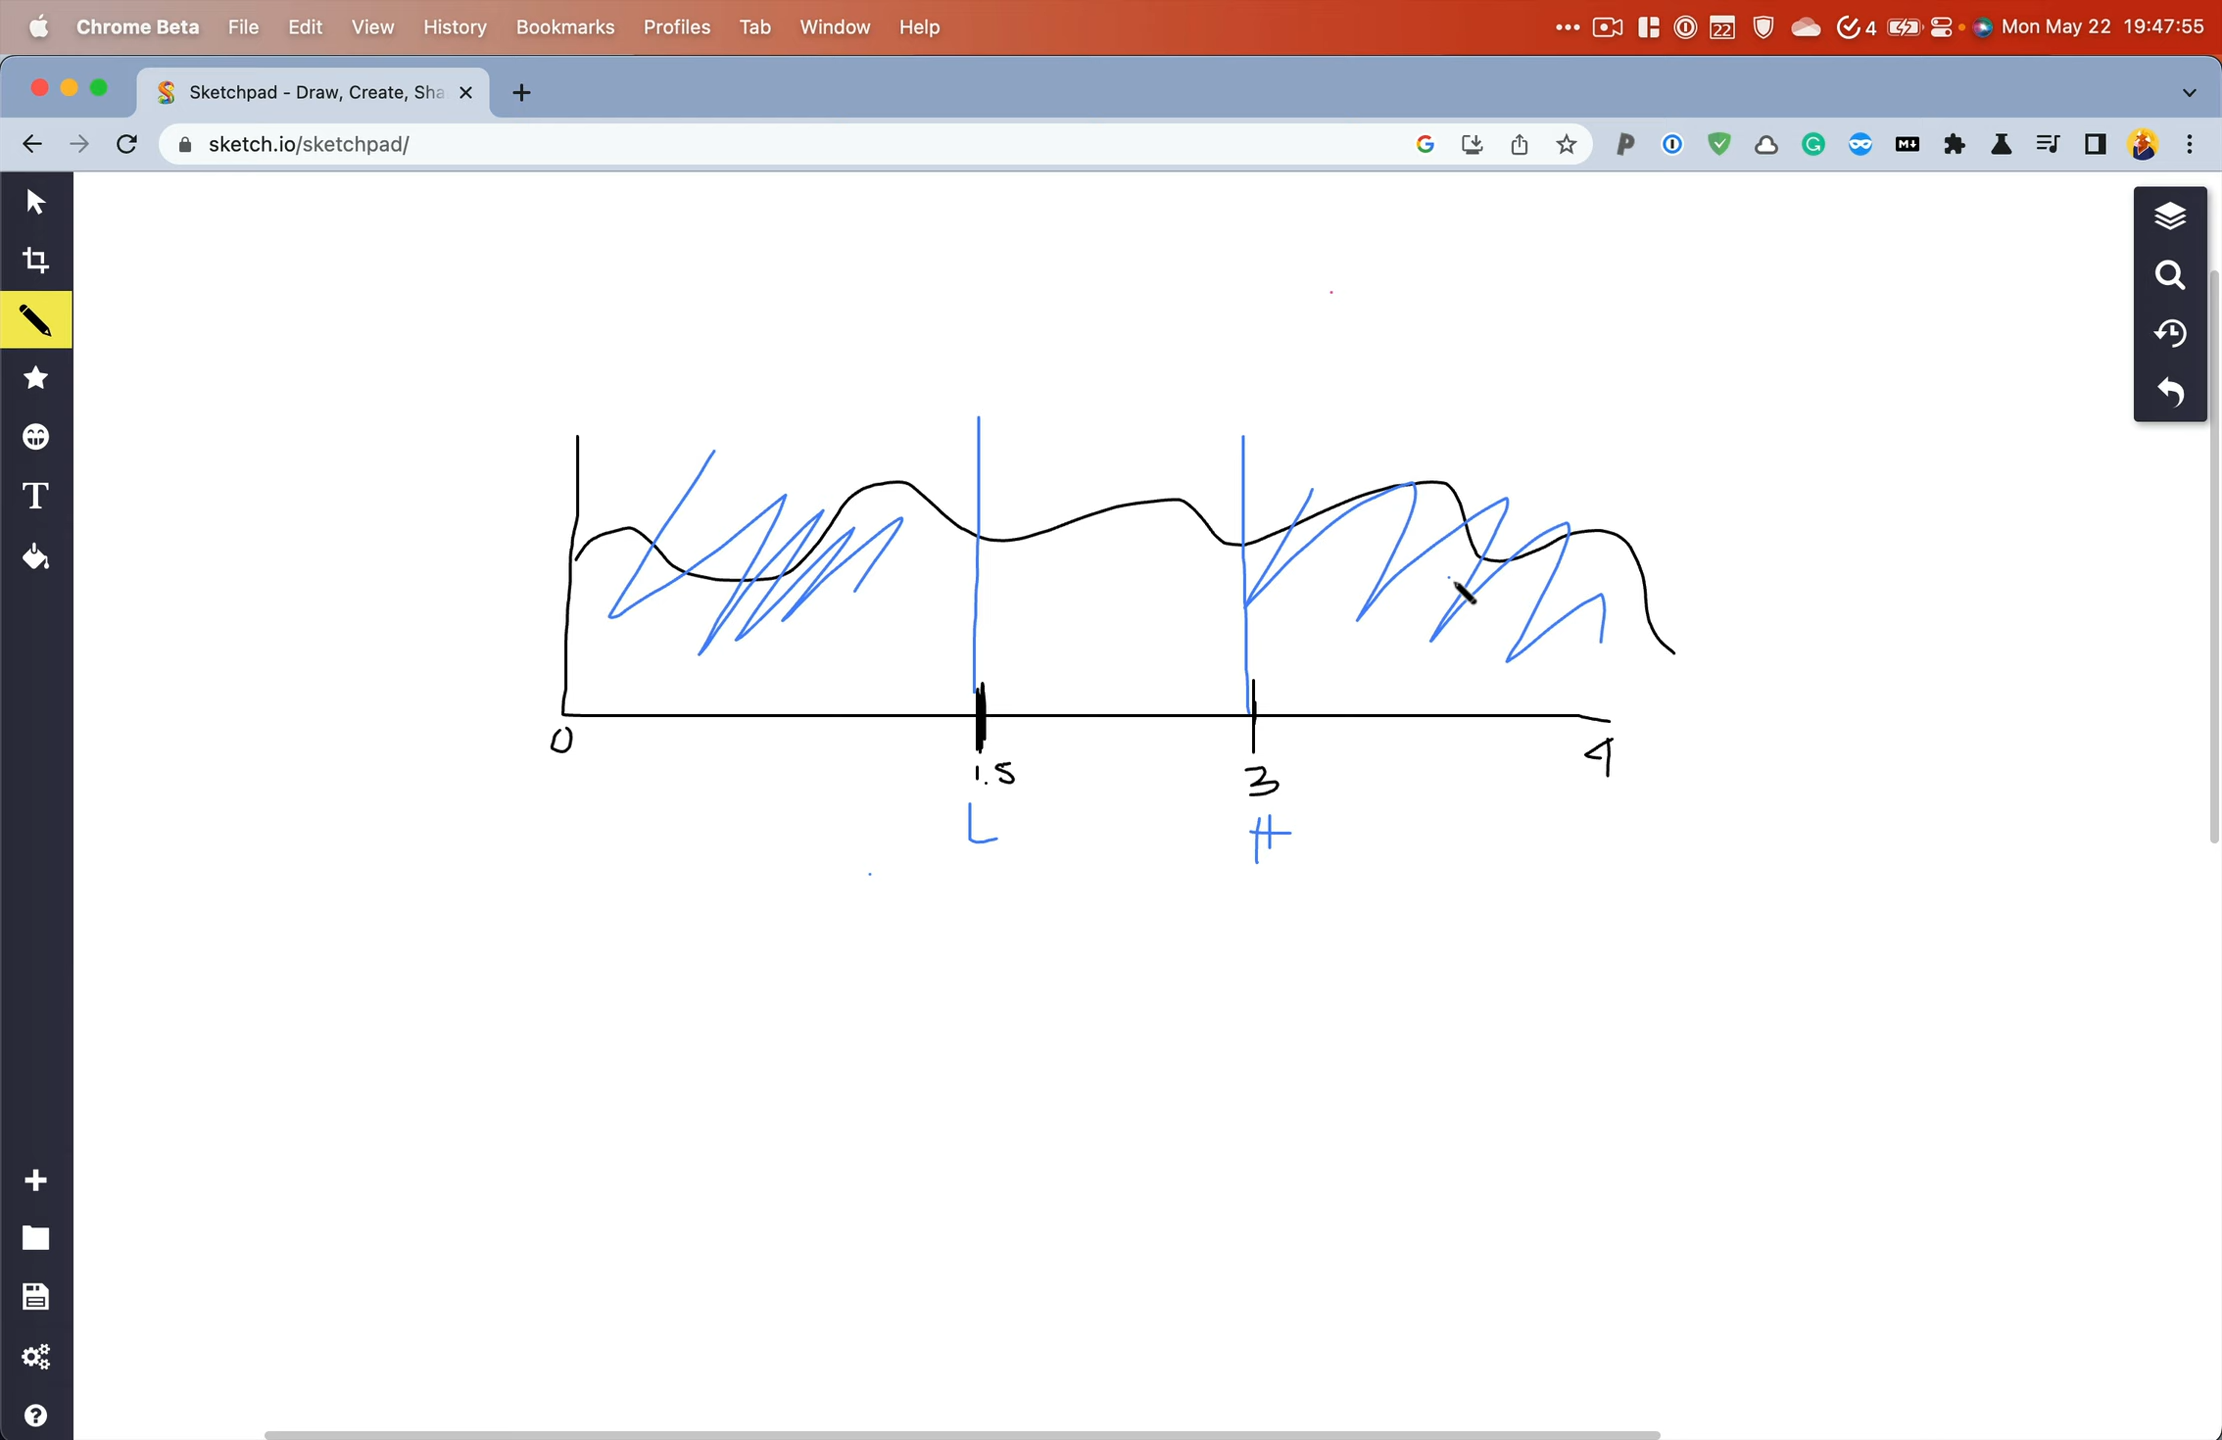 Chrome Beta File Edit View History Bookmarks Profiles Tab Window Help 22 4 Mon May 22 19:47:55
Sketchpad - Draw, Create, Sha
sketch.io/sketchpad/
T
0 4
1.5 3
L H